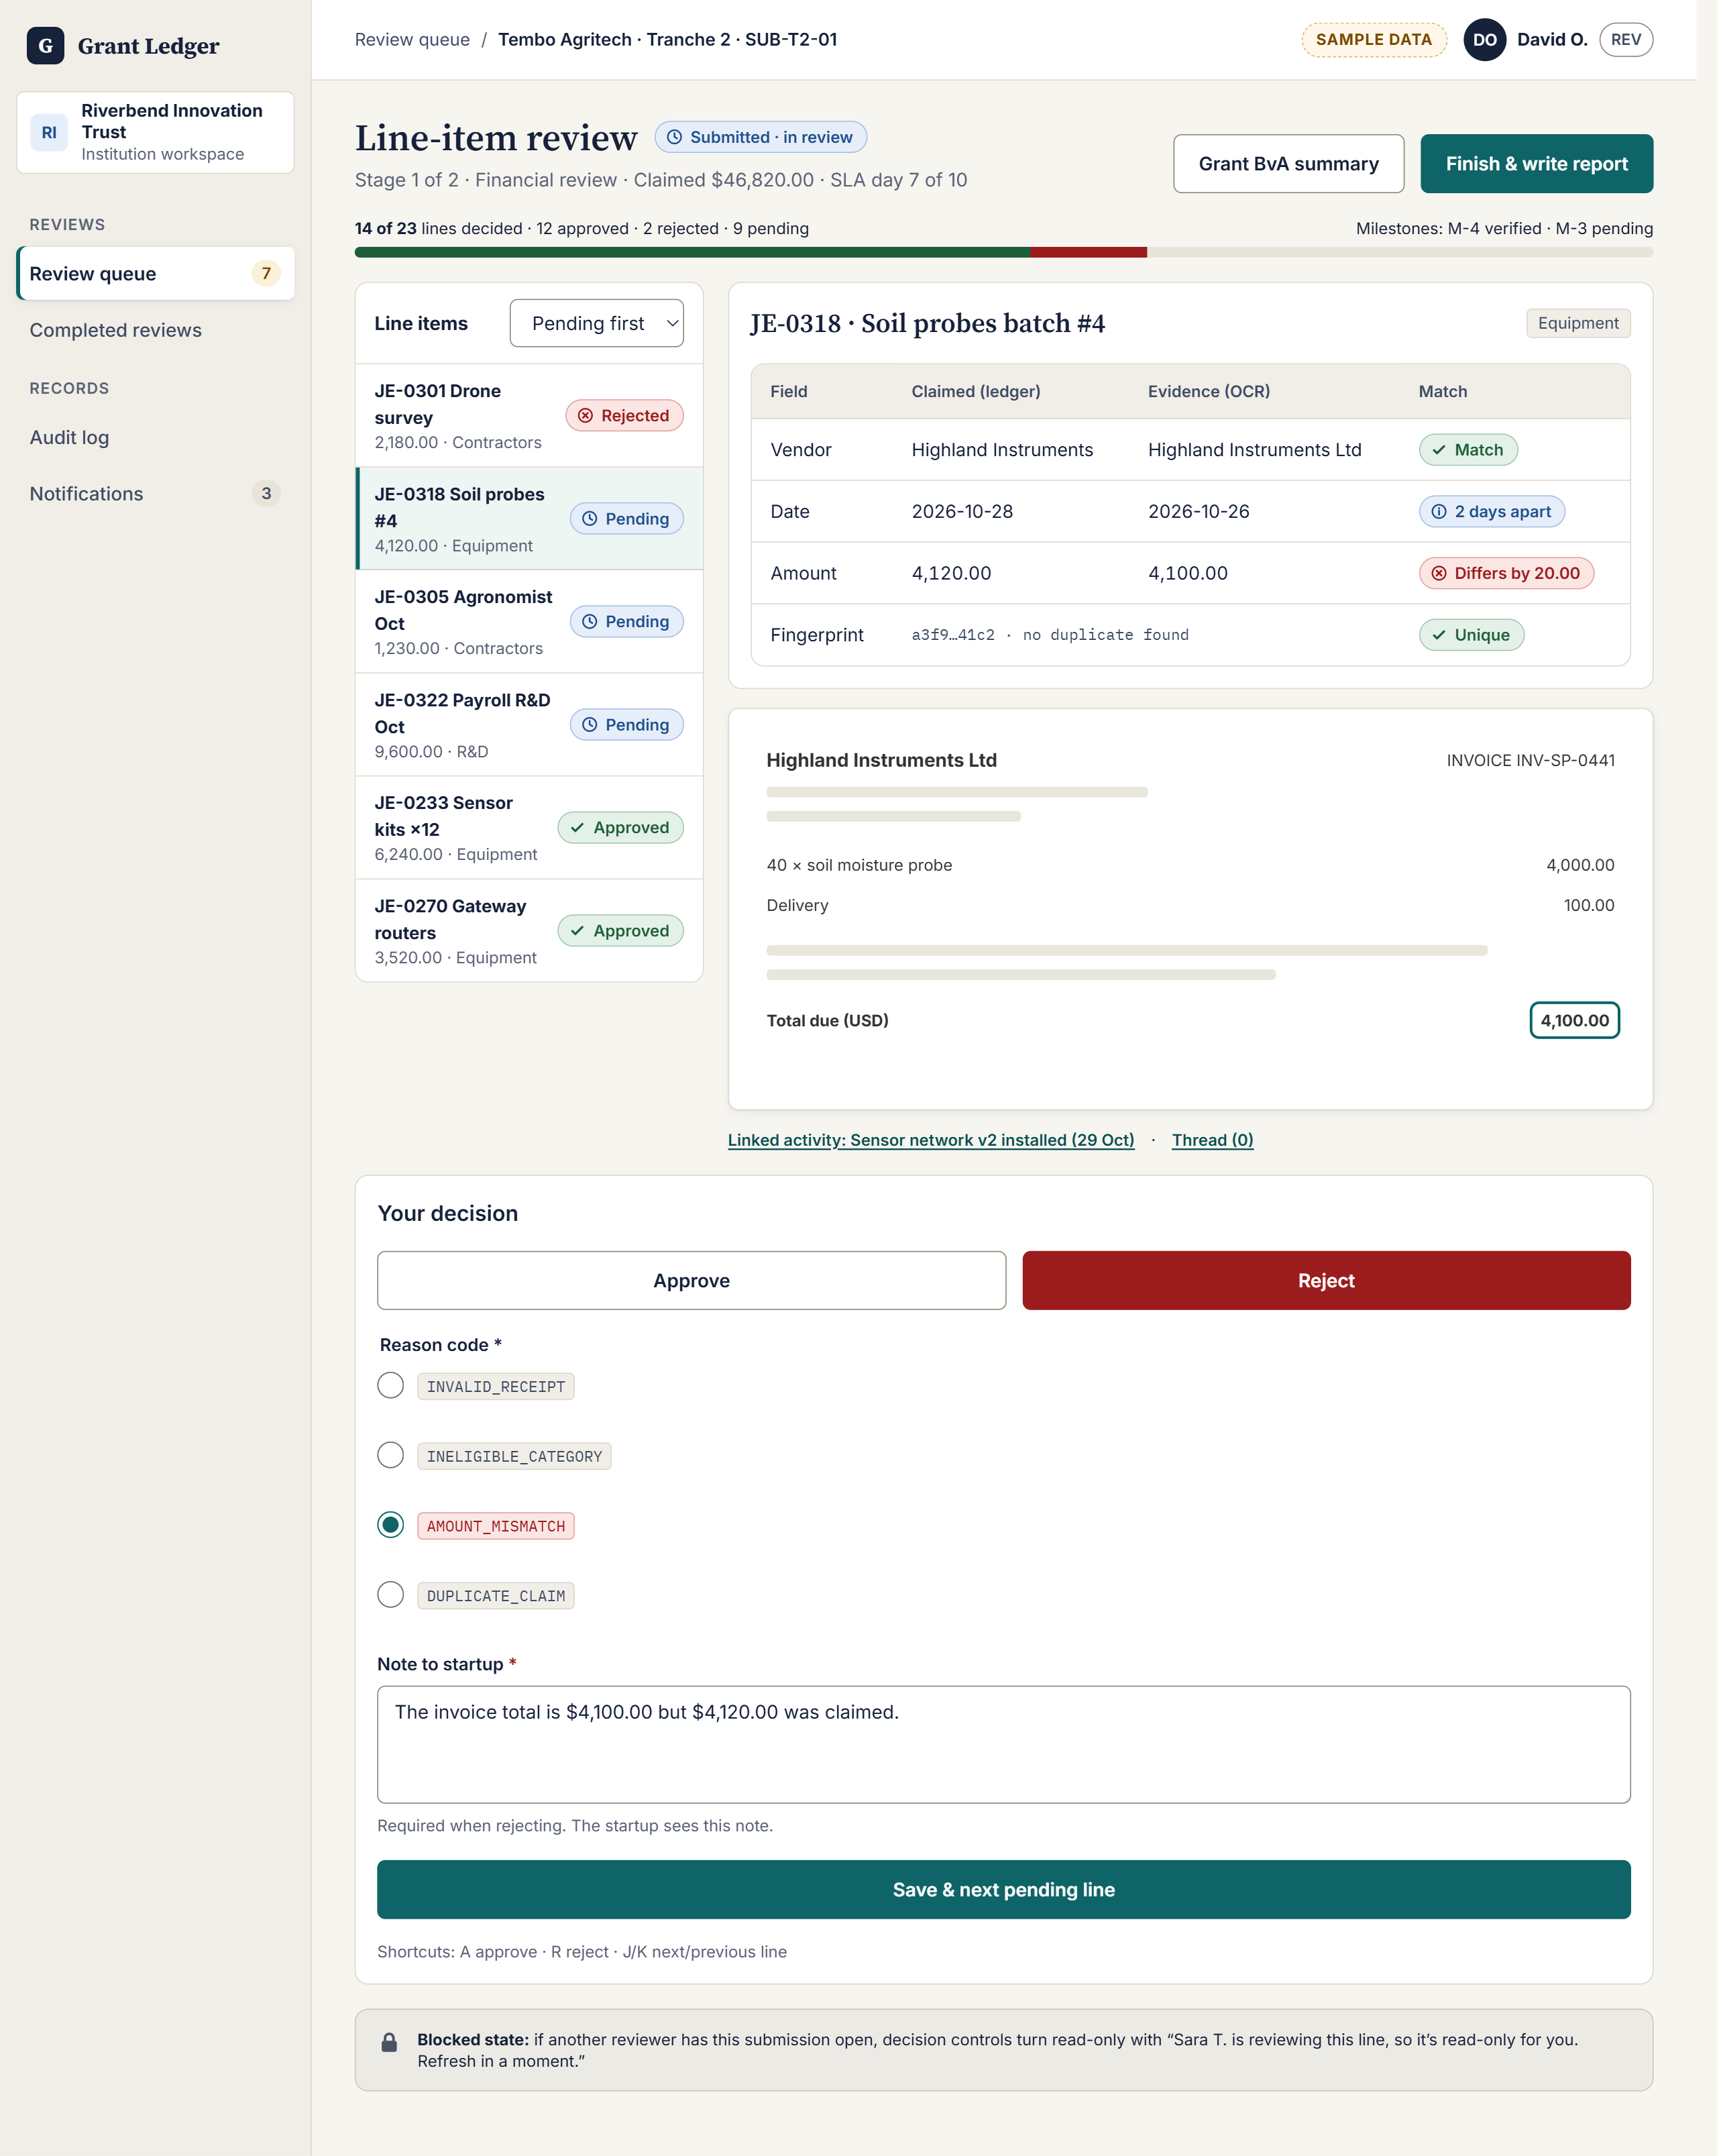 G Grant Ledger
RI
Riverbend Innovation
Trust
Institution workspace
REVIEWS
Review queue 7
Completed reviews
RECORDS
Audit log
Notifications 3
Review queue / Tembo Agritech · Tranche 2 · SUB-T2-01
SAMPLE DATA DO David O. REV
Line-item review Submitted · in review
Stage 1 of 2 · Financial review · Claimed $46,820.00 · SLA day 7 of 10
Grant BvA summary
Finish & write report
14 of 23 lines decided · 12 approved · 2 rejected · 9 pending
Milestones: M-4 verified · M-3 pending
Line items Pending first
JE-0301 Drone
survey
2,180.00 · Contractors
Rejected
JE-0318 Soil probes
#4
4,120.00 · Equipment
Pending
JE-0305 Agronomist
Oct
1,230.00 · Contractors
Pending
JE-0322 Payroll R&D
Oct
9,600.00 · R&D
Pending
JE-0233 Sensor
kits ×12
6,240.00 · Equipment
Approved
JE-0270 Gateway
routers
3,520.00 · Equipment
Approved
JE-0318 · Soil probes batch #4 Equipment
Field Claimed (ledger) Evidence (OCR) Match
Vendor Highland Instruments Highland Instruments Ltd Match
Date 2026-10-28 2026-10-26 2 days apart
Amount 4,120.00 4,100.00 Differs by 20.00
Fingerprint a3f9…41c2 · no duplicate found Unique
Highland Instruments Ltd INVOICE INV-SP-0441
40 × soil moisture probe 4,000.00
Delivery 100.00
Total due (USD) 4,100.00
Linked activity: Sensor network v2 installed (29 Oct) · Thread (0)
Your decision
Approve Reject
Reason code *
INVALID_RECEIPT
INELIGIBLE_CATEGORY
AMOUNT_MISMATCH
DUPLICATE_CLAIM
Note to startup *
The invoice total is $4,100.00 but $4,120.00 was claimed.
Required when rejecting. The startup sees this note.
Save & next pending line
Shortcuts: A approve · R reject · J/K next/previous line
Blocked state: if another reviewer has this submission open, decision controls turn read-only with “Sara T. is reviewing this line, so it’s read-only for you.
Refresh in a moment.”